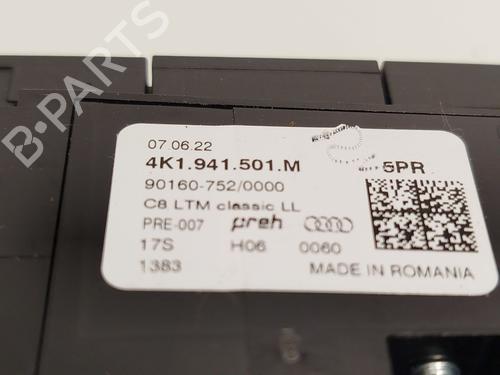 B-PARTS
07.06.22
4K1.941.501.M 5PR
90160-752/0000
C8 LTM classic LL
PRE-007 preh
17S H06 0060
1383 MADE IN ROMANIA